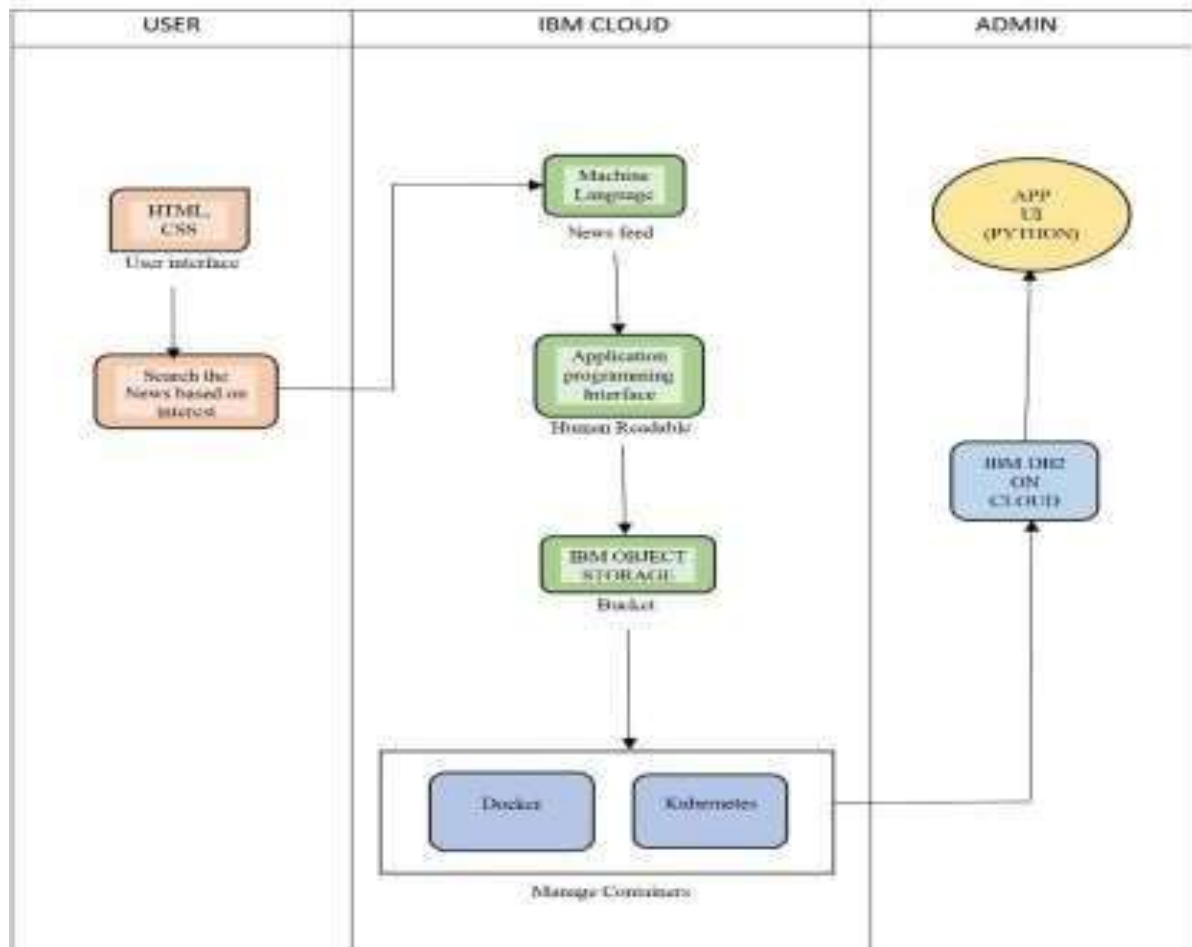 USER
IBM CLOUD
ADMIN
HTML,
CSS
User interface
Search the
News based on
interest
Machine
Language
News feed
Application
programming
Interface
Human Readable
IBM OBJECT
STORAGE
Bucket
Docker
Kubernetes
Manage Containers
APP
UI
(PYTHON)
IBM DB2
ON
CLOUD